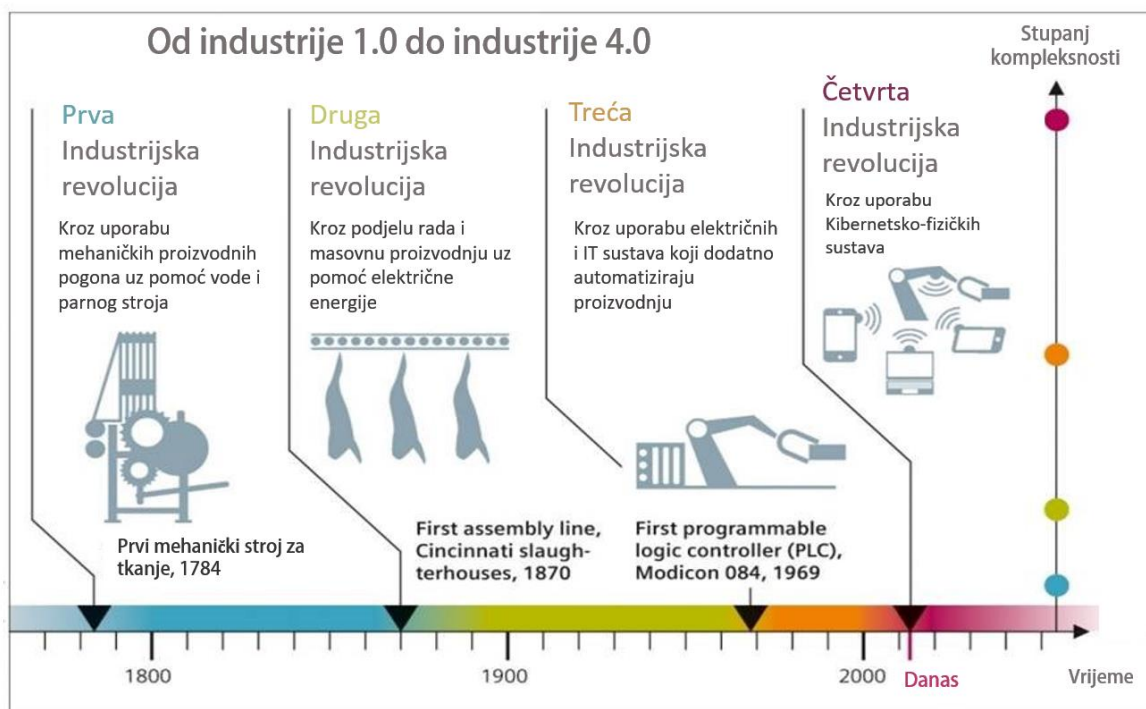 Od industrije 1.0 do industrije 4.0
Stupanj
kompleksnosti
Prva
Industrijska
revolucija
Kroz uporabu
mehaničkih proizvodnih
pogona uz pomoć vode i
parnog stroja
Druga
Industrijska
revolucija
Kroz podjelu rada i
masovnu proizvodnju uz
pomoć električne
energije
Treća
Industrijska
revolucija
Kroz uporabu električnih
i IT sustava koji dodatno
automatiziraju
proizvodnju
Četvrta
Industrijska
revolucija
Kroz uporabu
Kibernetsko-fizičkih
sustava
Prvi mehanički stroj za
tkanje, 1784
First assembly line,
Cincinnati slaugh-
terhouses, 1870
First programmable
logic controller (PLC),
Modicon 084, 1969
1800
1900
2000
Danas
Vrijeme